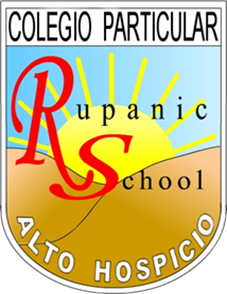 COLEGIO PARTICULAR
Rupanic
School
ALTO HOSPICIO